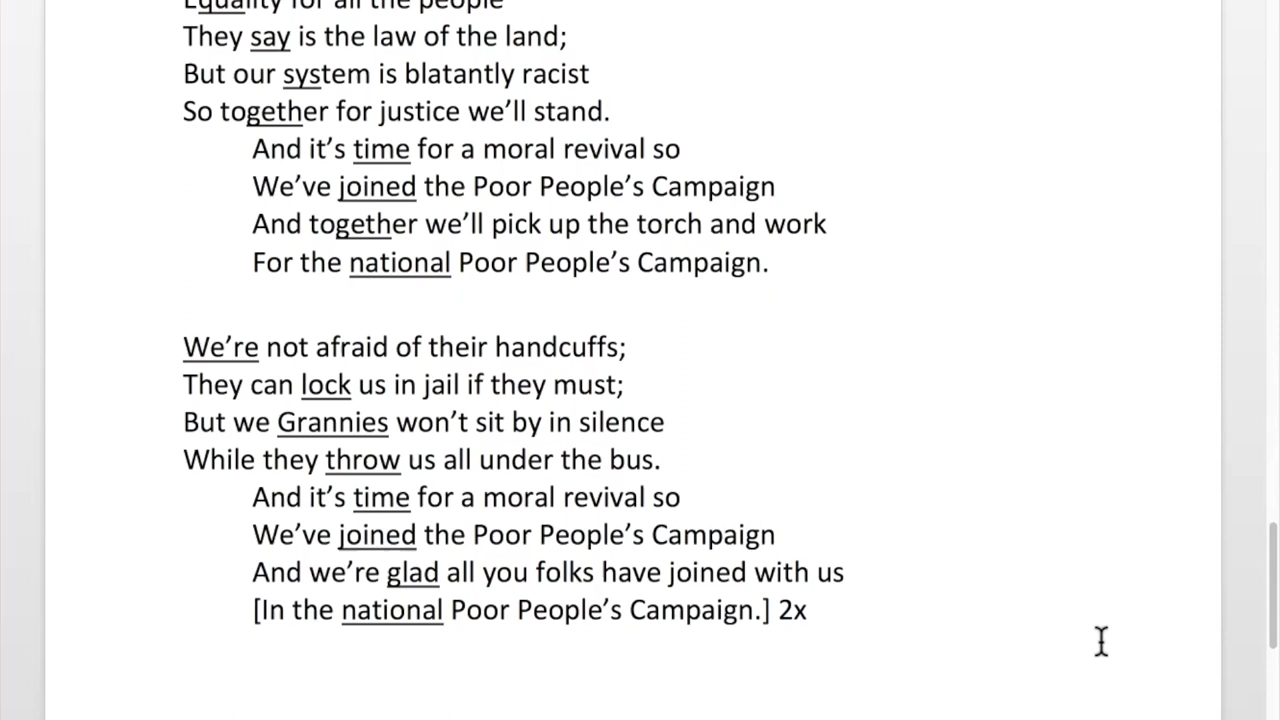 Equality for all the people
They say is the law of the land;
But our system is blatantly racist
So together for justice we’ll stand.
And it’s time for a moral revival so
We’ve joined the Poor People’s Campaign
And together we’ll pick up the torch and work
For the national Poor People’s Campaign.
We’re not afraid of their handcuffs;
They can lock us in jail if they must;
But we Grannies won’t sit by in silence
While they throw us all under the bus.
And it’s time for a moral revival so
We’ve joined the Poor People’s Campaign
And we’re glad all you folks have joined with us
[In the national Poor People’s Campaign.] 2x